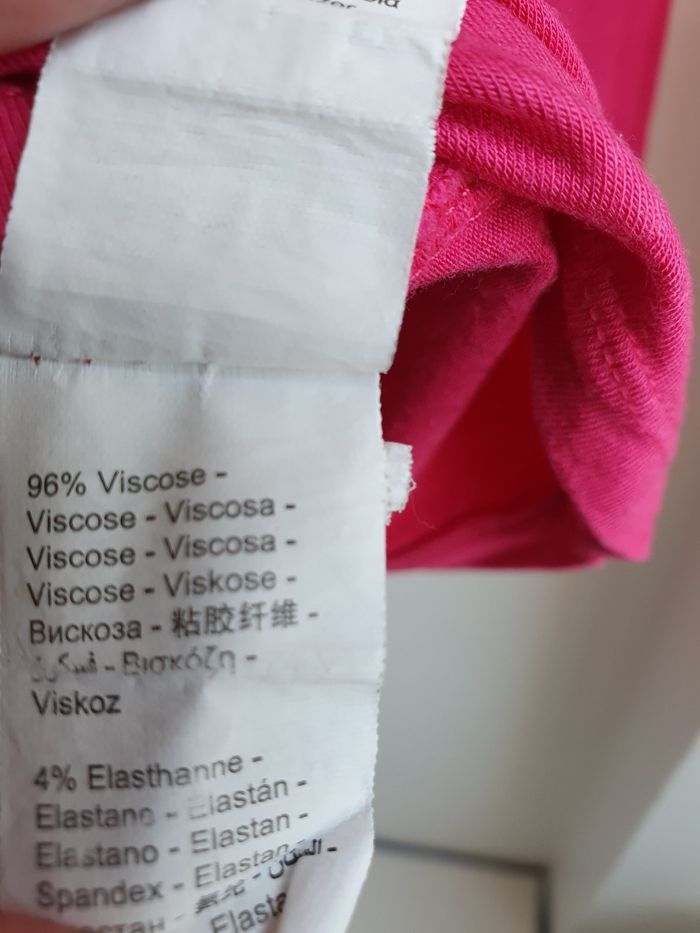 96% Viscose -
Viscose - Viscosa -
Viscose - Viscosa -
Viscose - Viskose -
Вискоза - 粘胶纤维 -
- Βισκόζη -
Viskoz
4% Elasthanne -
Elastano - Elastán -
Elastano - Elastan -
Spandex - Elastan